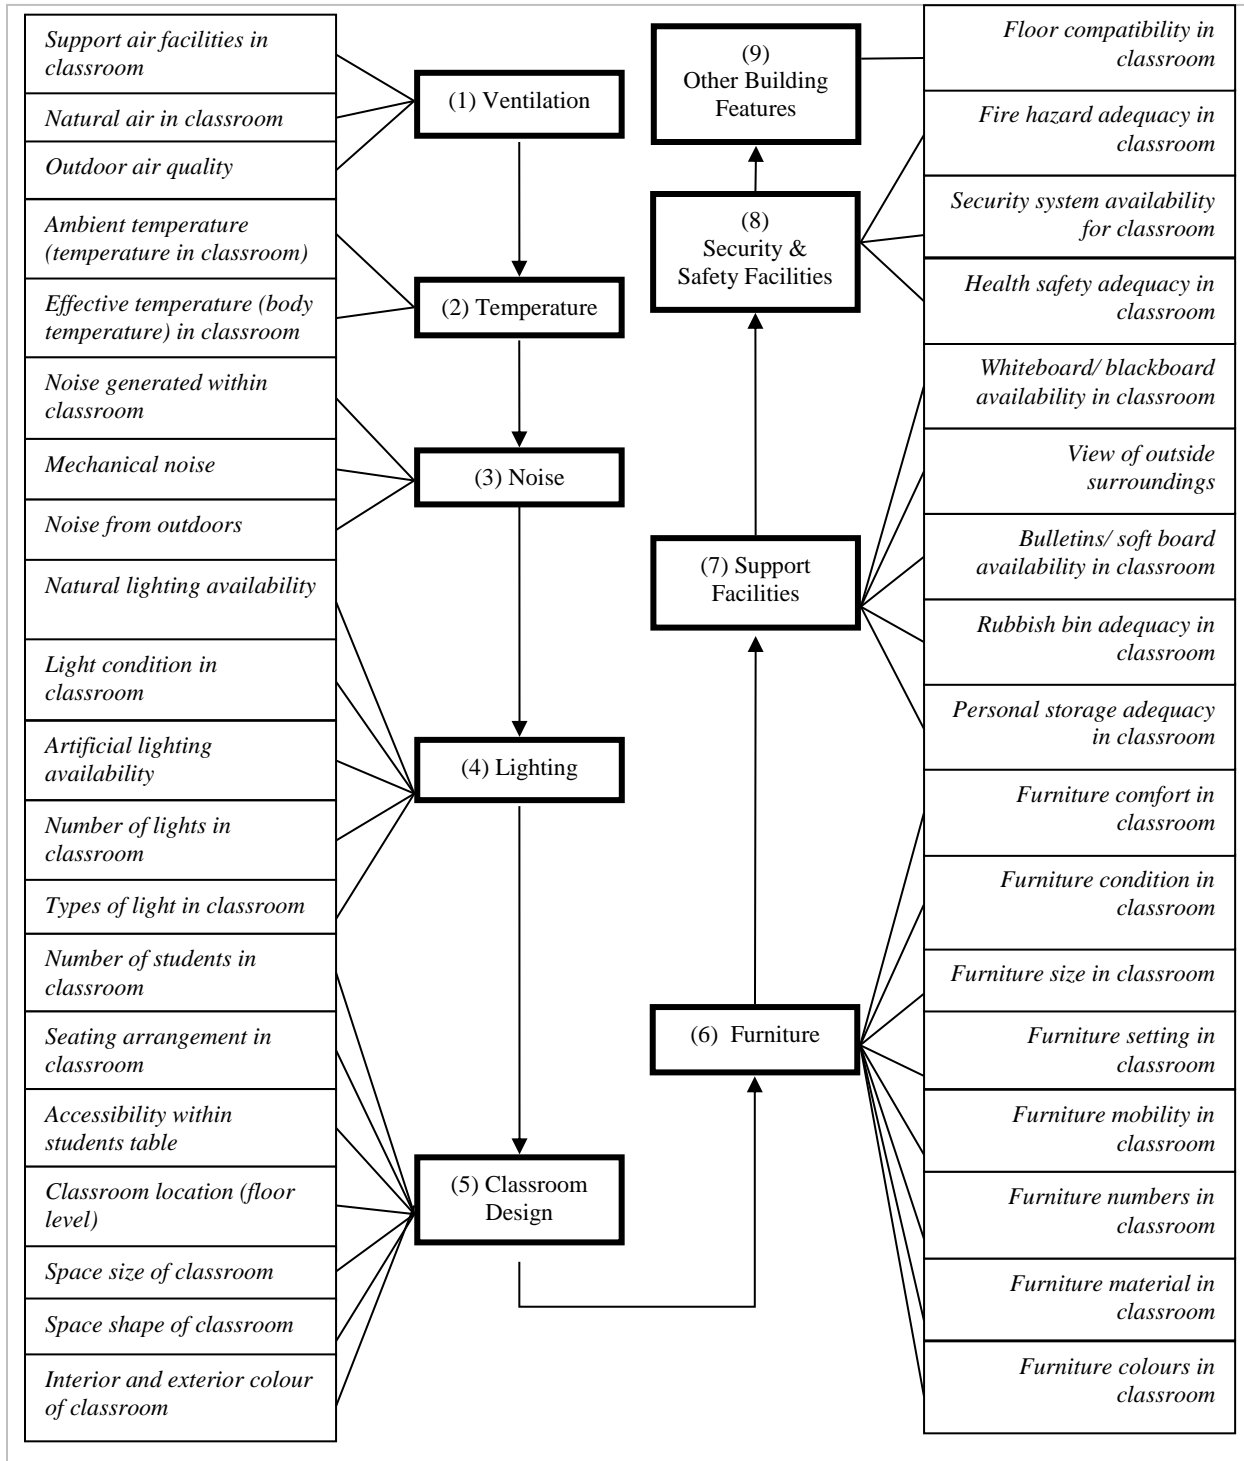 Support air facilities in
classroom
Natural air in classroom
Outdoor air quality
Ambient temperature
(temperature in classroom)
Effective temperature (body
temperature) in classroom
Noise generated within
classroom
Mechanical noise
Noise from outdoors
Natural lighting availability
Light condition in
classroom
Artificial lighting
availability
Number of lights in
classroom
Types of light in classroom
Number of students in
classroom
Seating arrangement in
classroom
Accessibility within
students table
Classroom location (floor
level)
Space size of classroom
Space shape of classroom
Interior and exterior colour
of classroom
(1) Ventilation
(2) Temperature
(3) Noise
(4) Lighting
(5) Classroom
Design
(9)
Other Building
Features
(8)
Security &
Safety Facilities
(7) Support
Facilities
(6) Furniture
Floor compatibility in
classroom
Fire hazard adequacy in
classroom
Security system availability
for classroom
Health safety adequacy in
classroom
Whiteboard/ blackboard
availability in classroom
View of outside
surroundings
Bulletins/ soft board
availability in classroom
Rubbish bin adequacy in
classroom
Personal storage adequacy
in classroom
Furniture comfort in
classroom
Furniture condition in
classroom
Furniture size in classroom
Furniture setting in
classroom
Furniture mobility in
classroom
Furniture numbers in
classroom
Furniture material in
classroom
Furniture colours in
classroom